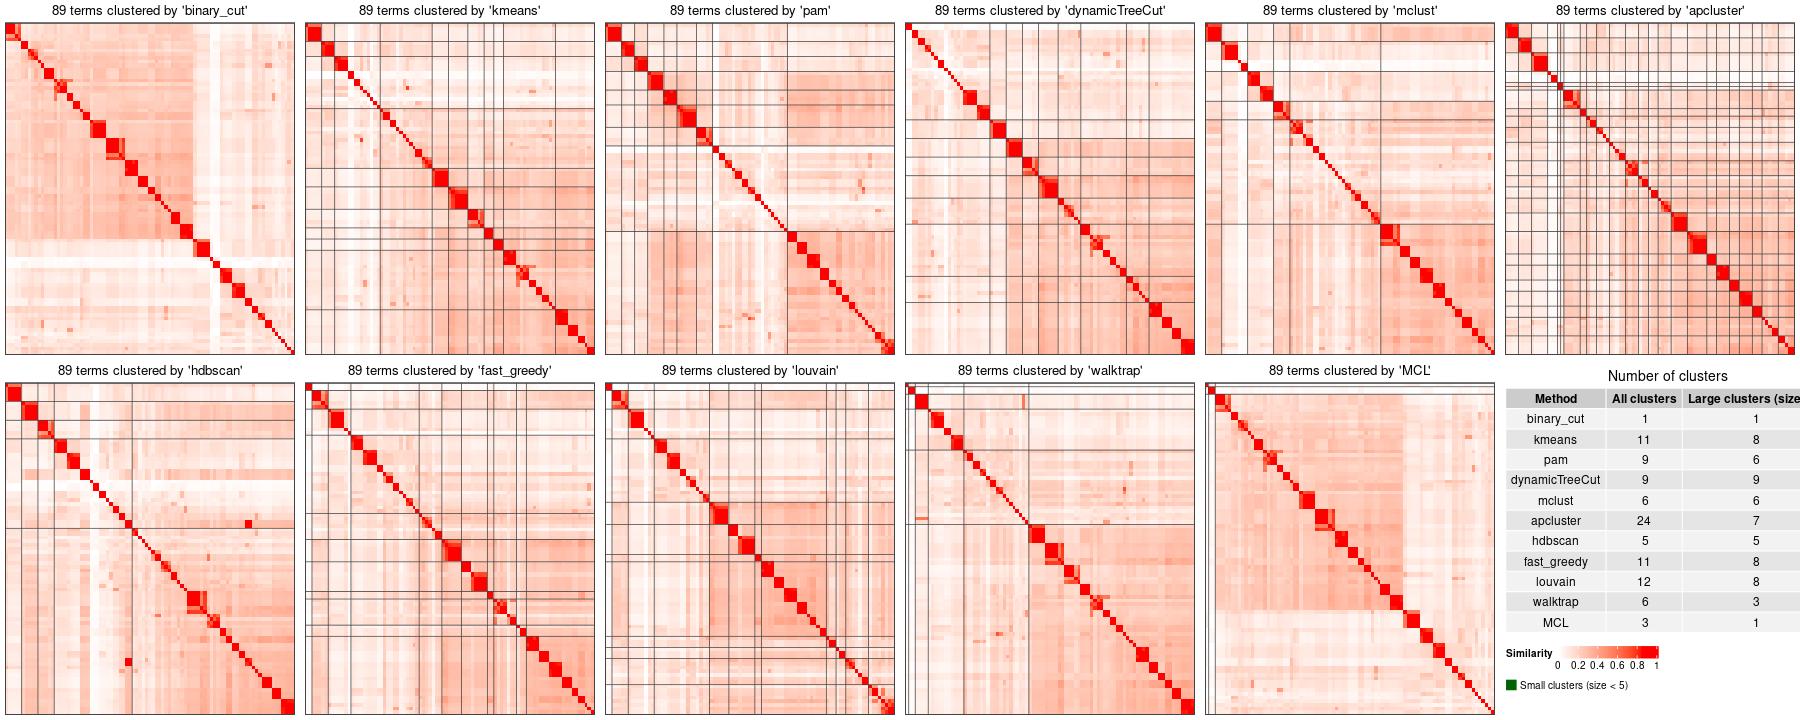 89 terms clustered by 'binary_cut'
89 terms clustered by 'kmeans'
89 terms clustered by 'pam'
89 terms clustered by 'dynamicTreeCut'
89 terms clustered by 'mclust'
89 terms clustered by 'apcluster'
89 terms clustered by 'hdbscan'
89 terms clustered by 'fast_greedy'
89 terms clustered by 'louvain'
89 terms clustered by 'walktrap'
89 terms clustered by 'MCL'
Number of clusters
Method All clusters Large clusters (size
binary_cut 1 1
kmeans 11 8
pam 9 6
dynamicTreeCut 9 9
mclust 6 6
apcluster 24 7
hdbscan 5 5
fast_greedy 11 8
louvain 12 8
walktrap 6 3
MCL 3 1
Similarity
0 0.2 0.4 0.6 0.8 1
Small clusters (size < 5)